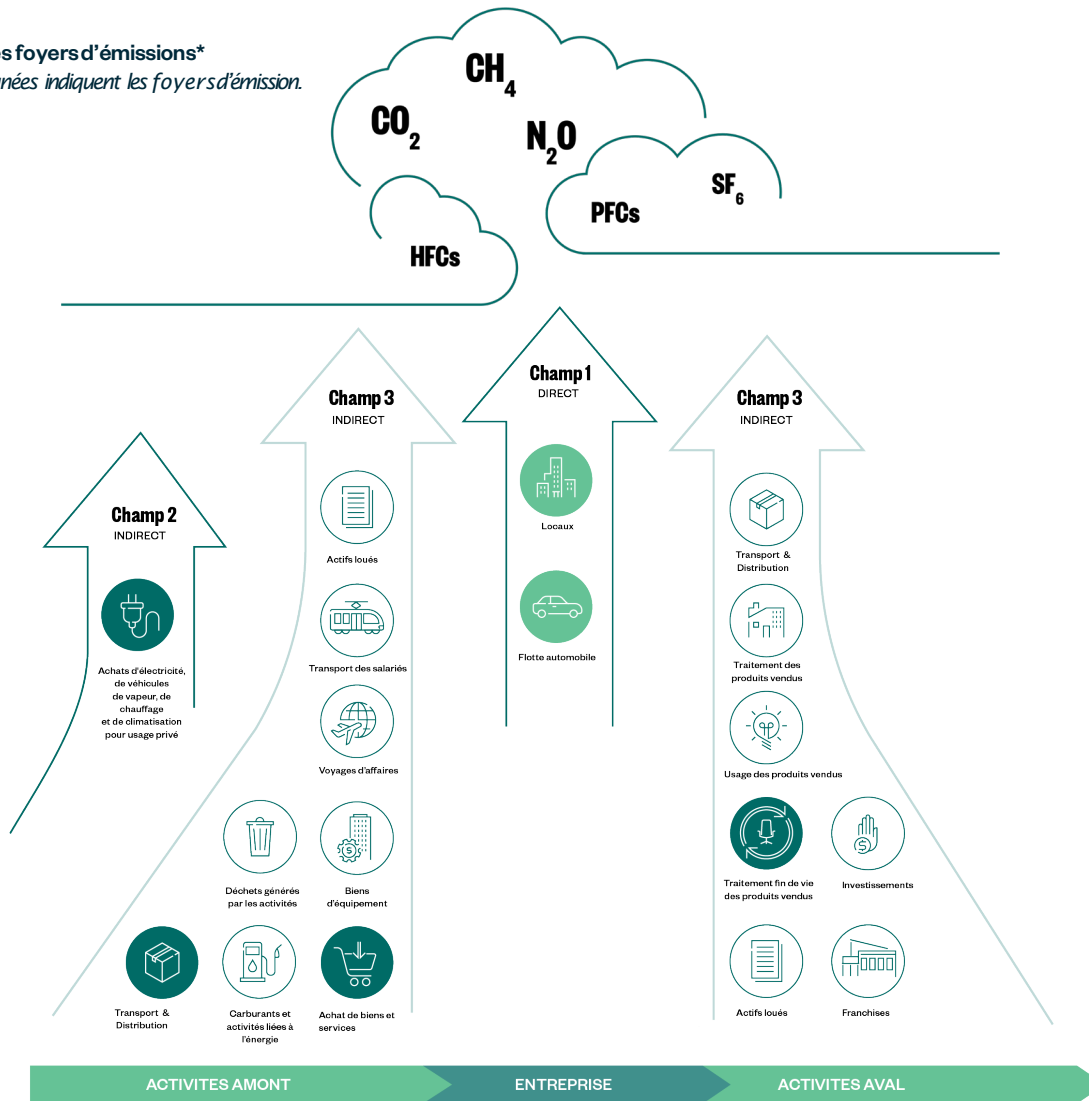 es foyers d'émissions*
nées indiquent les foyers d'émission.
CH4
CO2
N2O
SF6
PFCs
HFCs
Champ 2
INDIRECT
Achats d'électricité,
de véhicules
de vapeur, de
chauffage
et de climatisation
pour usage privé
Champ 3
INDIRECT
Actifs loués
Transport des salariés
Voyages d'affaires
Déchets générés
par les activités
Biens
d'équipement
Transport &
Distribution
Carburants et
activités liées à
l'énergie
Achat de biens et
services
Champ 1
DIRECT
Locaux
Flotte automobile
Champ 3
INDIRECT
Transport &
Distribution
Traitement des
produits vendus
Usage des produits vendus
Traitement fin de vie
des produits vendus
Investissements
Actifs loués
Franchises
ACTIVITES AMONT
ENTREPRISE
ACTIVITES AVAL